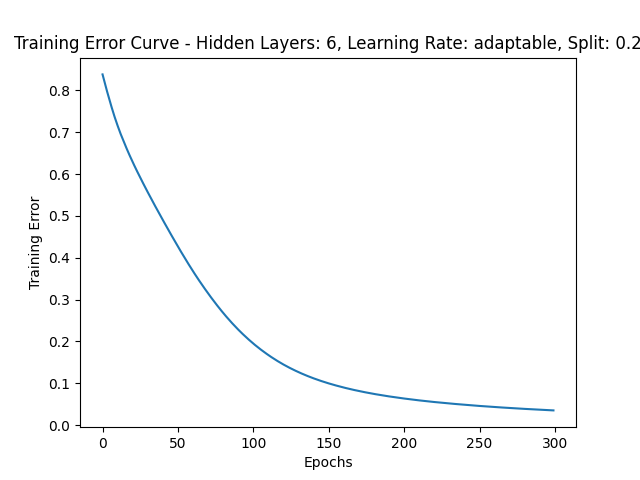 Training Error Curve - Hidden Layers: 6, Learning Rate: adaptable, Split: 0.2
0.8
0.7
0.6
0.5
0.4
0.3
0.2
0.1
0.0
Training Error
0 50 100 150 200 250 300
Epochs